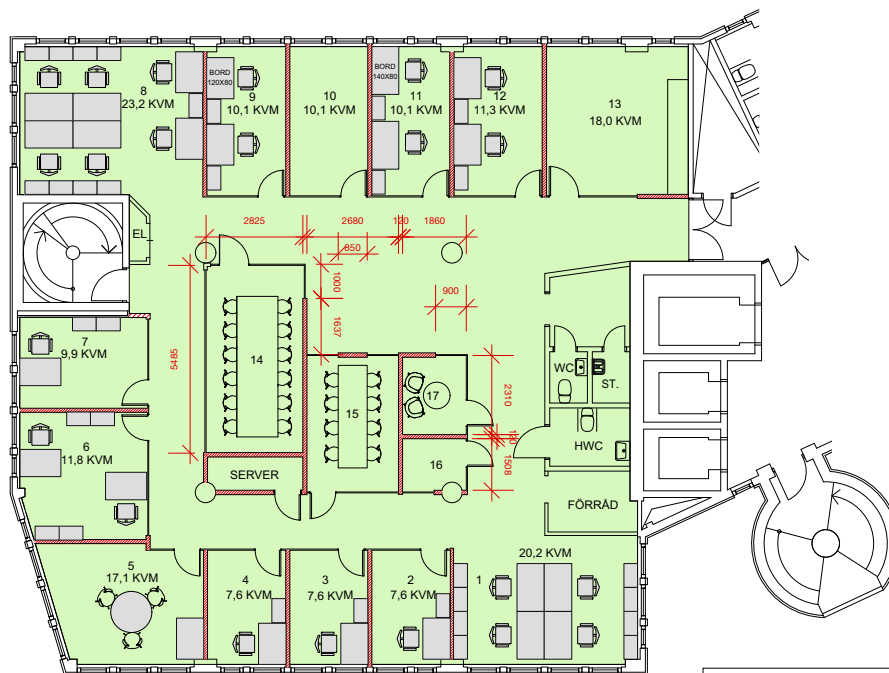 8
23,2 KVM
BORD
120X80
9
10,1 KVM
10
10,1 KVM
BORD
140X80
11
10,1 KVM
12
11,3 KVM
13
18,0 KVM
EL
2825
2680
120
1860
850
1000
900
1637
5485
7
9,9 KVM
14
15
17
WC
ST.
2310
120
1508
6
11,8 KVM
SERVER
16
HWC
FÖRRÅD
5
17,1 KVM
4
7,6 KVM
3
7,6 KVM
2
7,6 KVM
1
20,2 KVM